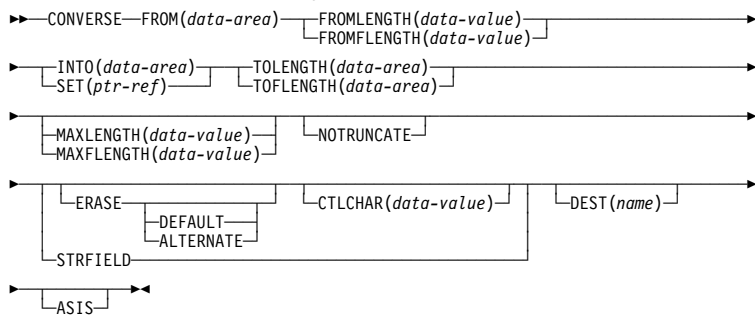 CONVERSE FROM(data-area) FROMLENGTH(data-value)
FROMFLENGTH(data-value)
INTO(data-area) TOLENGTH(data-area)
SET(ptr-ref) TOFLENGTH(data-area)
MAXLENGTH(data-value) NOTRUNCATE
MAXFLENGTH(data-value)
ERASE CTLCHAR(data-value) DEST(name)
DEFAULT
ALTERNATE
STRFIELD
ASIS